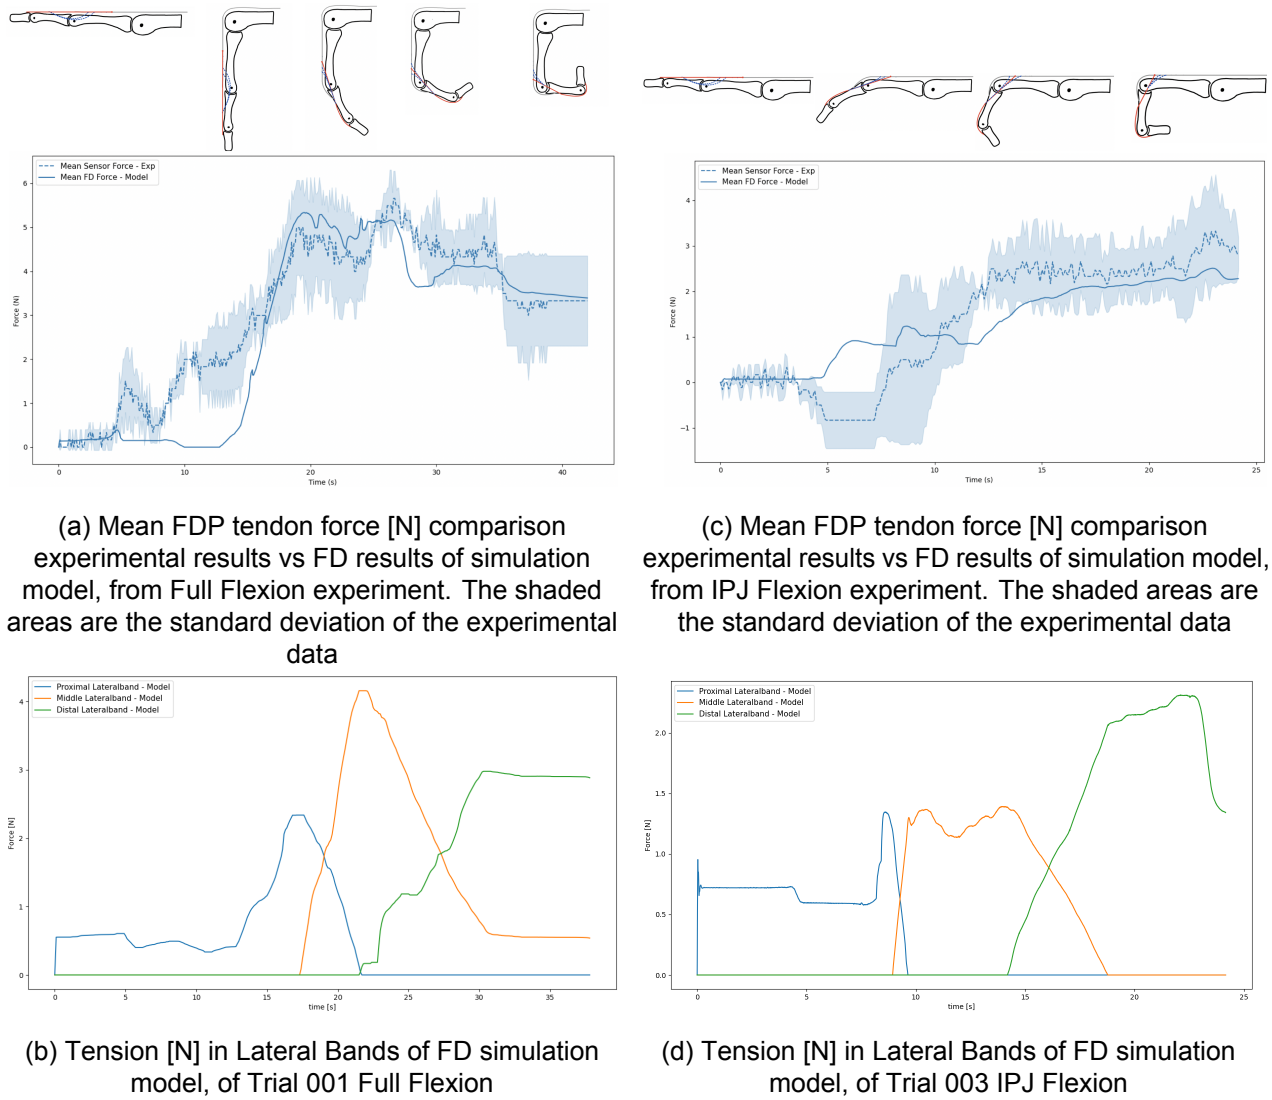 Mean Sensor Force - Exp
Mean FD Force - Model
Force (N)
6
5
4
3
2
1
0
0
10
20
30
40
Time (s)
(a) Mean FDP tendon force [N] comparison
experimental results vs FD results of simulation
model, from Full Flexion experiment. The shaded
areas are the standard deviation of the experimental
data
Mean Sensor Force - Exp
Mean FD Force - Model
Force (N)
4
3
2
1
0
−1
0
5
10
15
20
25
Time (s)
(c) Mean FDP tendon force [N] comparison
experimental results vs FD results of simulation model,
from IPJ Flexion experiment. The shaded areas are
the standard deviation of the experimental data
Proximal Lateralband - Model
Middle Lateralband - Model
Distal Lateralband - Model
Force [N]
4
3
2
1
0
0
5
10
15
20
25
30
35
time [s]
(b) Tension [N] in Lateral Bands of FD simulation
model, of Trial 001 Full Flexion
Proximal Lateralband - Model
Middle Lateralband - Model
Distal Lateralband - Model
Force [N]
2.0
1.5
1.0
0.5
0.0
0
5
10
15
20
25
time [s]
(d) Tension [N] in Lateral Bands of FD simulation
model, of Trial 003 IPJ Flexion